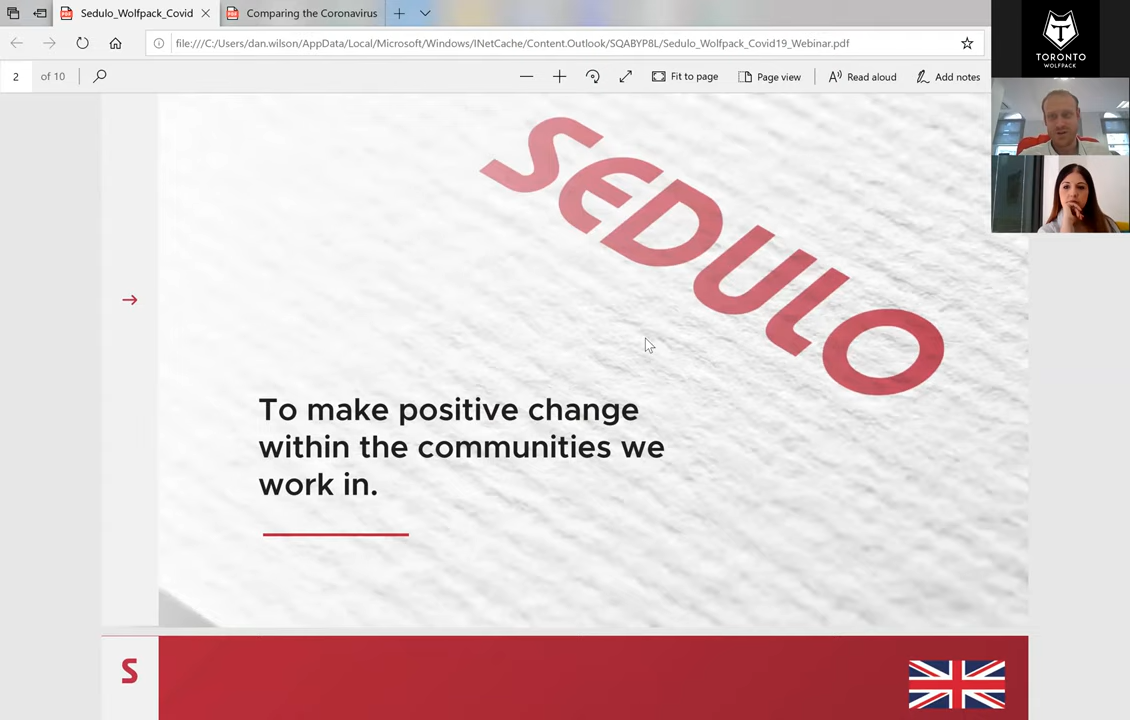 Sedulo_Wolfpack_Covid
Comparing the Coronavirus
file:///C:/Users/dan.wilson/AppData/Local/Microsoft/Windows/INetCache/Content.Outlook/SQABYP8L/Sedulo_Wolfpack_Covid19_Webinar.pdf
2 of 10
Fit to page
Page view
Read aloud
Add notes
TORONTO
WOLFPACK
SEDULO
To make positive change
within the communities we
work in.
S